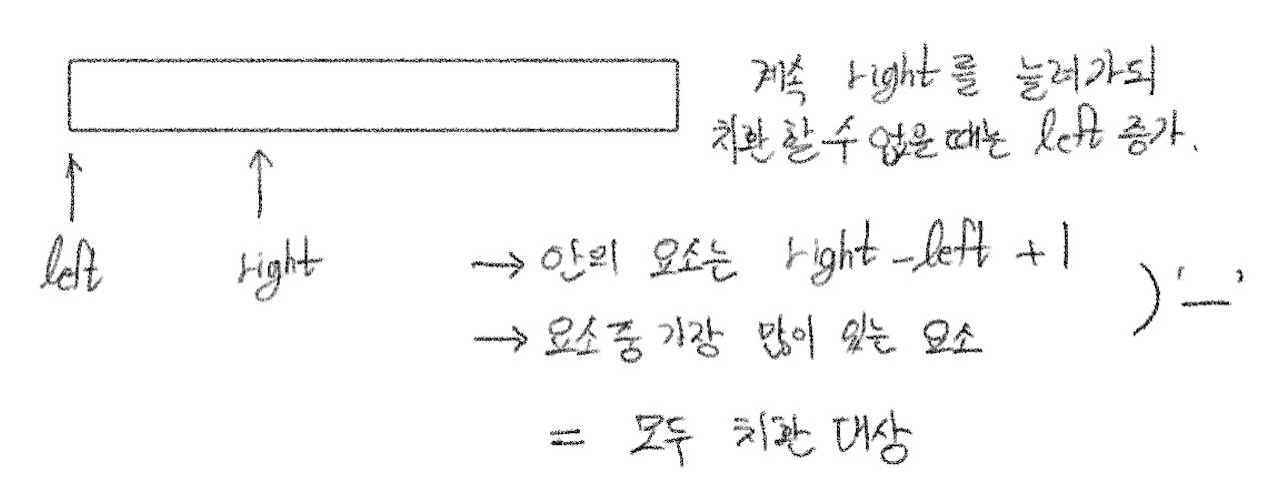 계속 right를 늘려가되
치환 할 수 없을 때는 left 증가.
left
right
→ 안의 요소는 right - left + 1
→ 요소 중 가장 많이 있는 요소
) '—'
= 모두 치환 대상